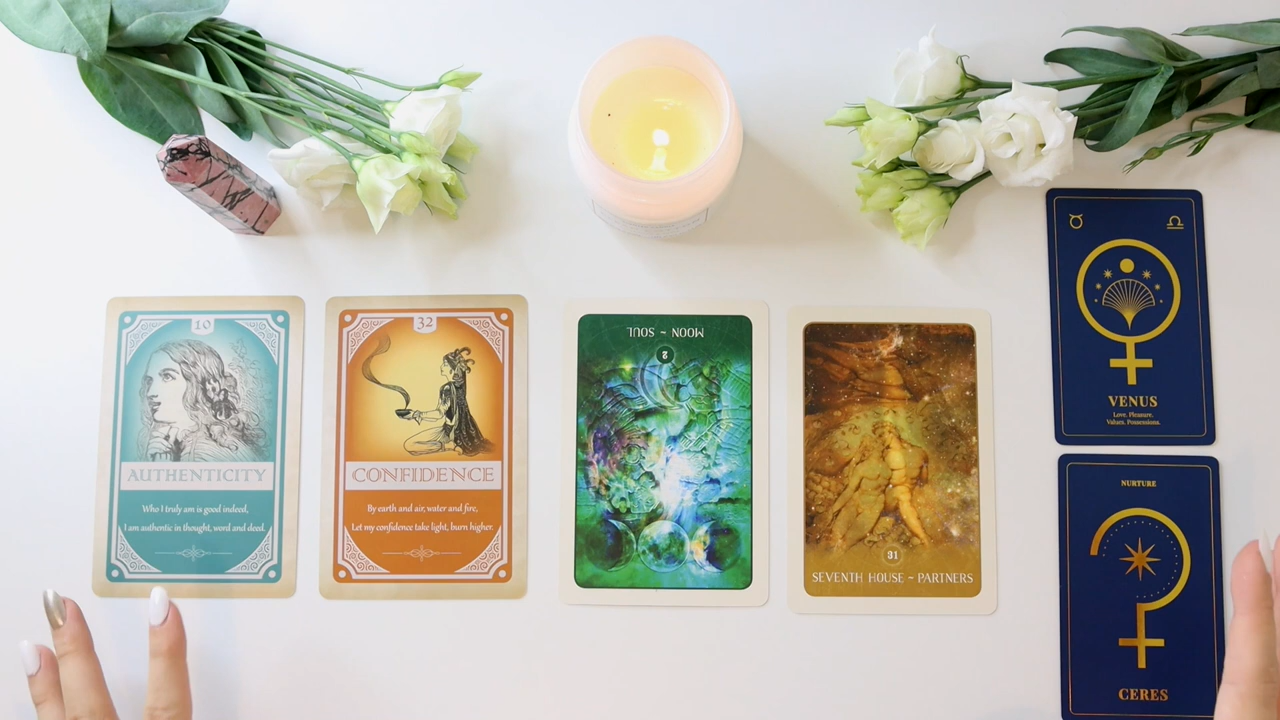 10
AUTHENTICITY
Who I truly am is good indeed,
I am authentic in thought, word and deed.
32
CONFIDENCE
By earth and air, water and fire,
Let my confidence take light, burn higher.
MOON ~ SOUL
2
31
SEVENTH HOUSE ~ PARTNERS
VENUS
Love. Pleasure.
Values. Possessions.
NURTURE
CERES